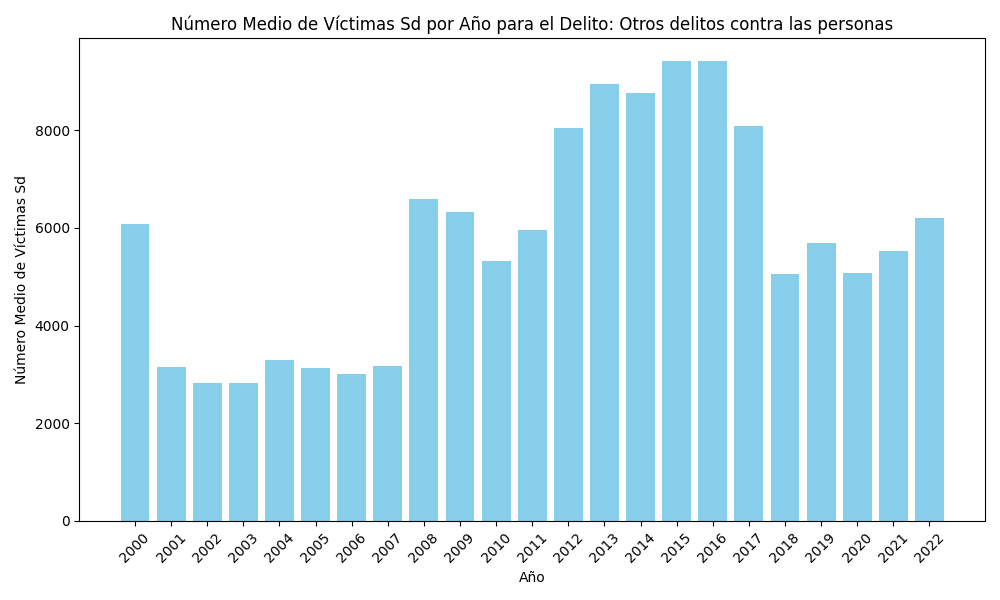 Número Medio de Víctimas Sd por Año para el Delito: Otros delitos contra las personas
Número Medio de Víctimas Sd
8000
6000
4000
2000
0
2000 2001 2002 2003 2004 2005 2006 2007 2008 2009 2010 2011 2012 2013 2014 2015 2016 2017 2018 2019 2020 2021 2022
Año